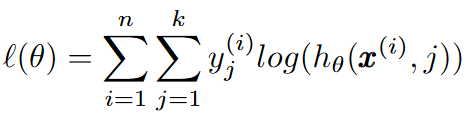 ℓ(θ) = ∑_{i=1}^{n} ∑_{j=1}^{k} y_j^{(i)} log(h_θ(x^{(i)}, j))